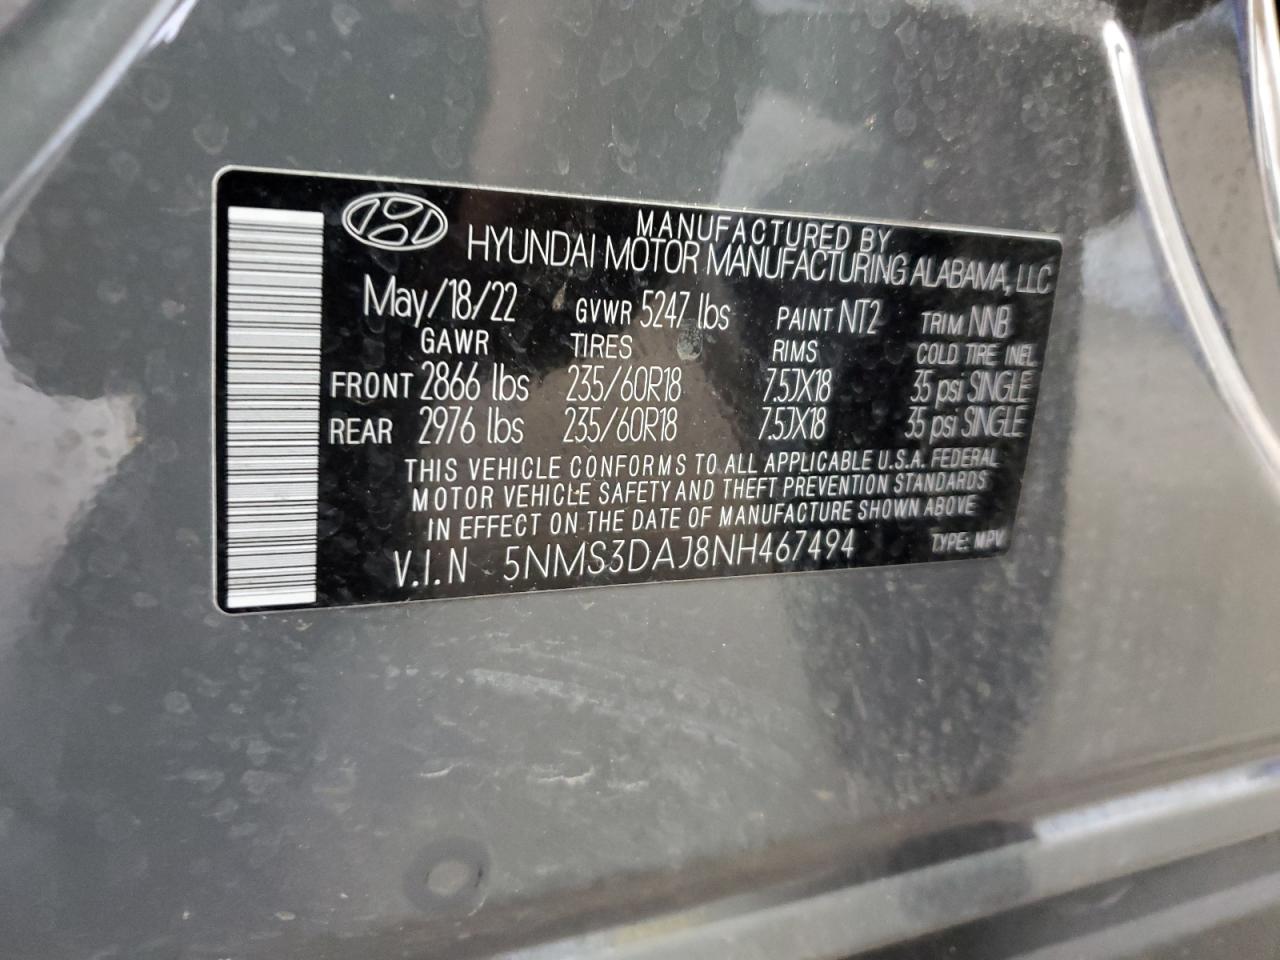 MANUFACTURED BY
HYUNDAI MOTOR MANUFACTURING ALABAMA, LLC
May/18/22 GVWR 5247 lbs PAINT NT2 TRIM NNB
GAWR TIRES RIMS COLD TIRE INFL
FRONT 2866 lbs 235/60R18 7.5JX18 35 psi SINGLE
REAR 2976 lbs 235/60R18 7.5JX18 35 psi SINGLE
THIS VEHICLE CONFORMS TO ALL APPLICABLE U.S.A. FEDERAL
MOTOR VEHICLE SAFETY AND THEFT PREVENTION STANDARDS
IN EFFECT ON THE DATE OF MANUFACTURE SHOWN ABOVE
V.I.N 5NMS3DAJ8NH467494 TYPE: MPV